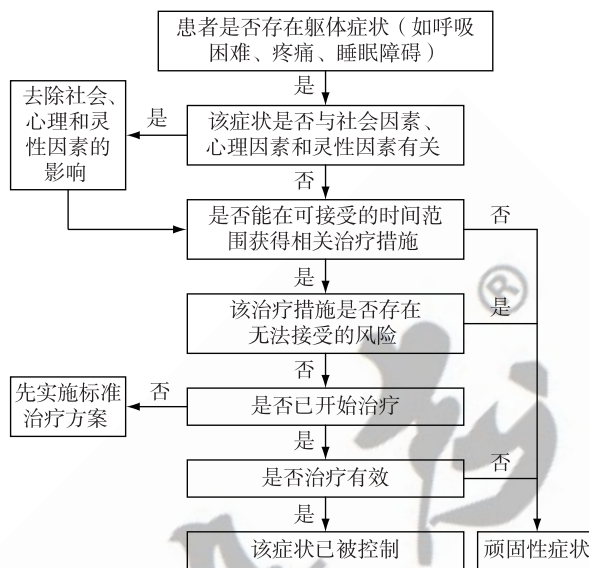 患者是否存在躯体症状（如呼吸
困难、疼痛、睡眠障碍）
是
去除社会、
心理和灵
性因素的
影响
是
该症状是否与社会因素、
心理因素和灵性因素有关
否
是否能在可接受的时间范
围获得相关治疗措施
否
是
该治疗措施是否存在
无法接受的风险
是
否
先实施标准
治疗方案
否
是否已开始治疗
是
是否治疗有效
否
是
该症状已被控制
顽固性症状
®